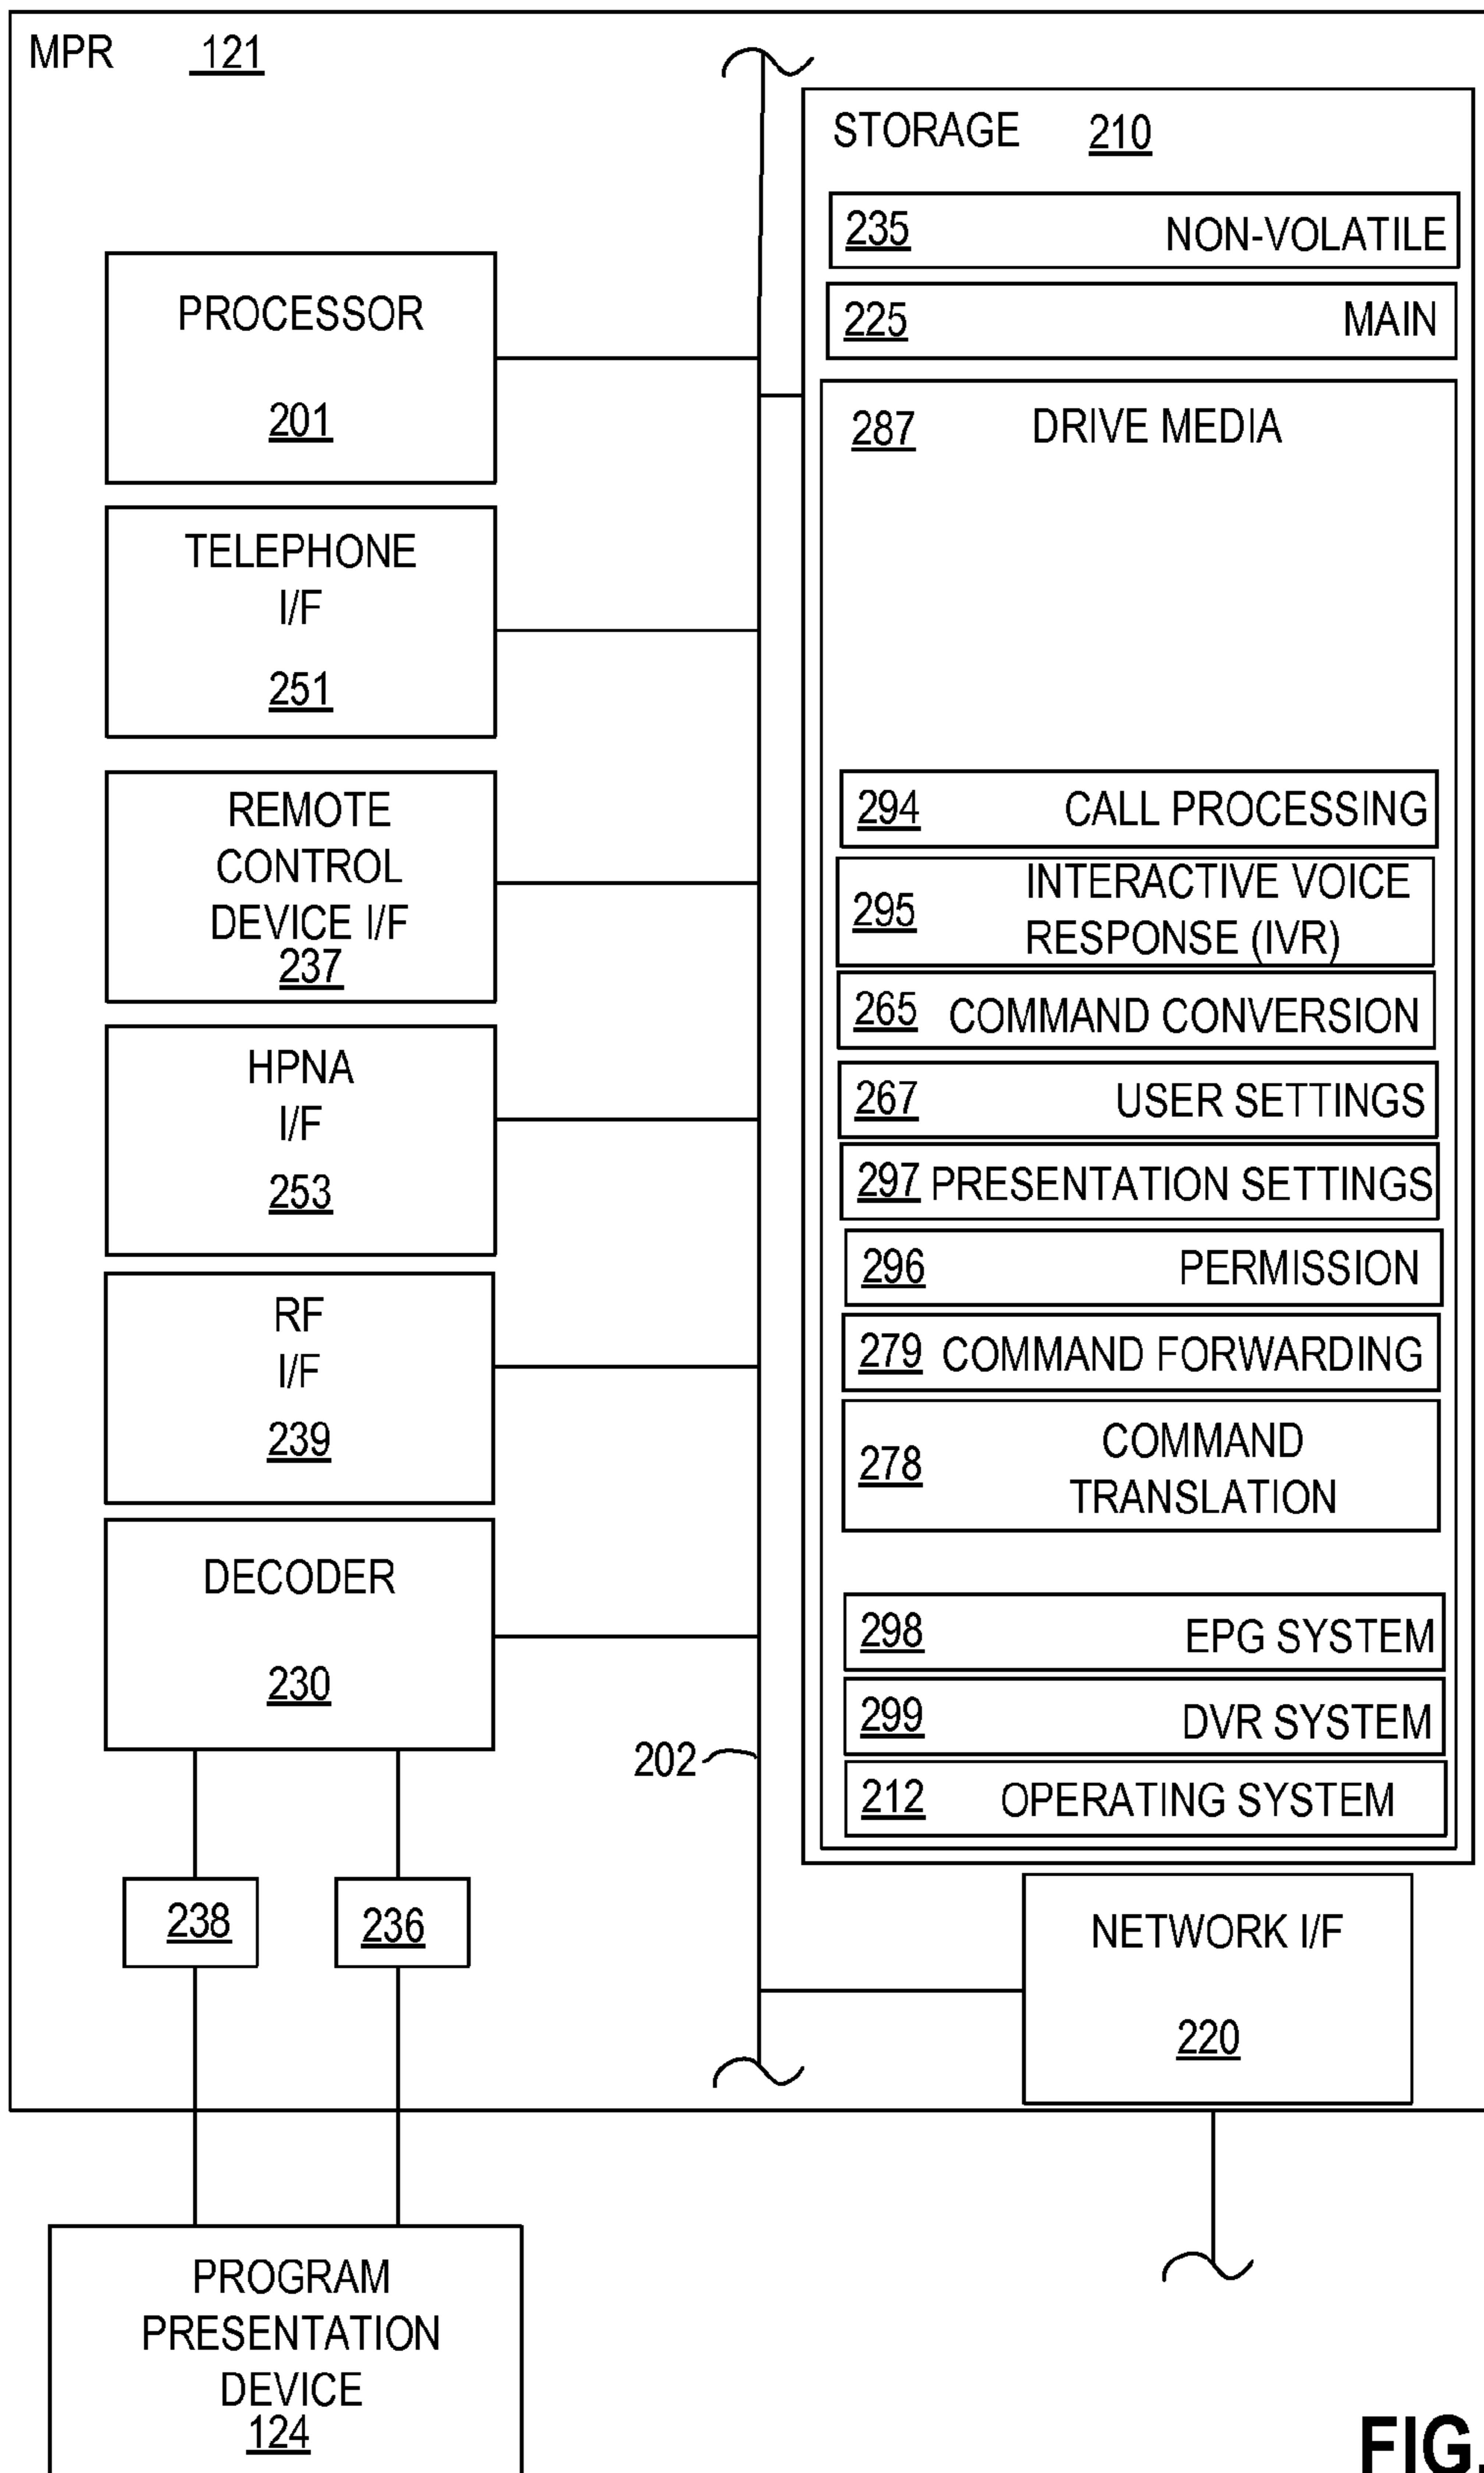 MPR 121
STORAGE 210
235 NON-VOLATILE
225 MAIN
287 DRIVE MEDIA
PROCESSOR
201
TELEPHONE
I/F
251
REMOTE
CONTROL
DEVICE I/F
237
HPNA
I/F
253
RF
I/F
239
DECODER
230
294 CALL PROCESSING
295 INTERACTIVE VOICE
RESPONSE (IVR)
265 COMMAND CONVERSION
267 USER SETTINGS
297 PRESENTATION SETTINGS
296 PERMISSION
279 COMMAND FORWARDING
278 COMMAND
TRANSLATION
298 EPG SYSTEM
299 DVR SYSTEM
212 OPERATING SYSTEM
202
238
236
NETWORK I/F
220
PROGRAM
PRESENTATION
DEVICE
124
FIG.